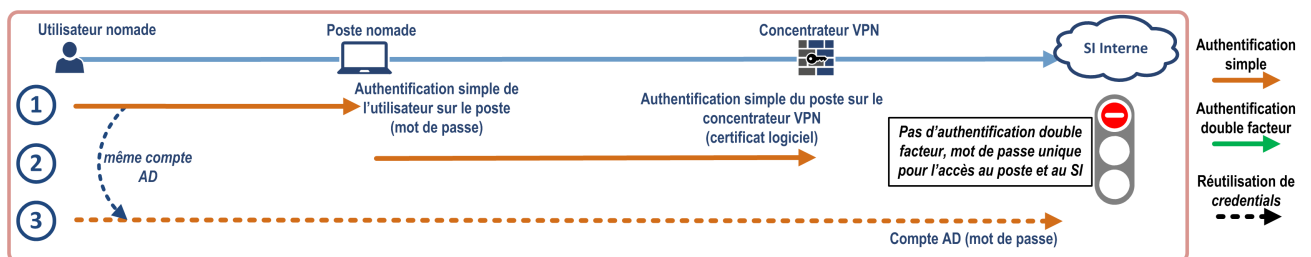 Utilisateur nomade
Poste nomade
Concentrateur VPN
SI Interne
1
Authentification simple de
l'utilisateur sur le poste
(mot de passe)
Authentification simple du poste sur le
concentrateur VPN
(certificat logiciel)
Pas d'authentification double
facteur, mot de passe unique
pour l'accès au poste et au SI
2
même compte
AD
3
Compte AD (mot de passe)
Authentification
simple
Authentification
double facteur
Réutilisation de
credentials